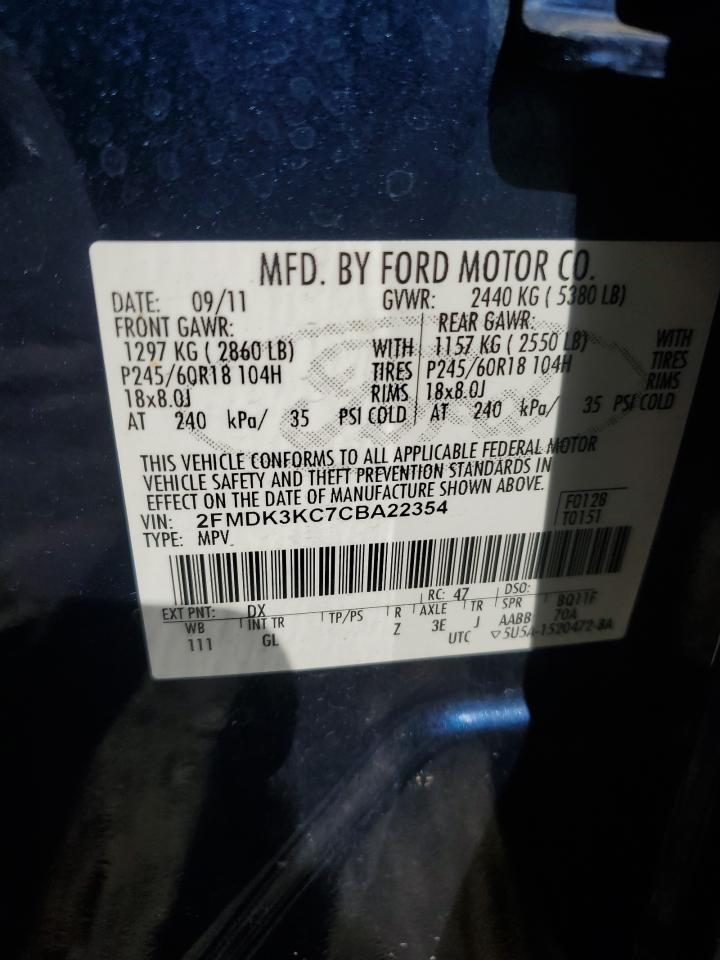 MFD. BY FORD MOTOR CO.
DATE: 09/11 GVWR: 2440 KG ( 5380 LB)
FRONT GAWR: REAR GAWR:
1297 KG ( 2860 LB) WITH 1157 KG ( 2550 LB) WITH
P245/60R18 104H TIRES P245/60R18 104H TIRES
18x8.0J RIMS 18x8.0J RIMS
AT 240 kPa/ 35 PSI COLD AT 240 kPa/ 35 PSI COLD
THIS VEHICLE CONFORMS TO ALL APPLICABLE FEDERAL MOTOR
VEHICLE SAFETY AND THEFT PREVENTION STANDARDS IN
EFFECT ON THE DATE OF MANUFACTURE SHOWN ABOVE.
VIN: 2FMDK3KC7CBA22354 F0128
TYPE: MPV T0151
EXT PNT: DX RC: 47 DSO:
WB INT TR TP/PS R AXLE TR SPR BQ11F
111 GL Z 3E J AABB 70A
UTC ▽5U5A-1520472-BA